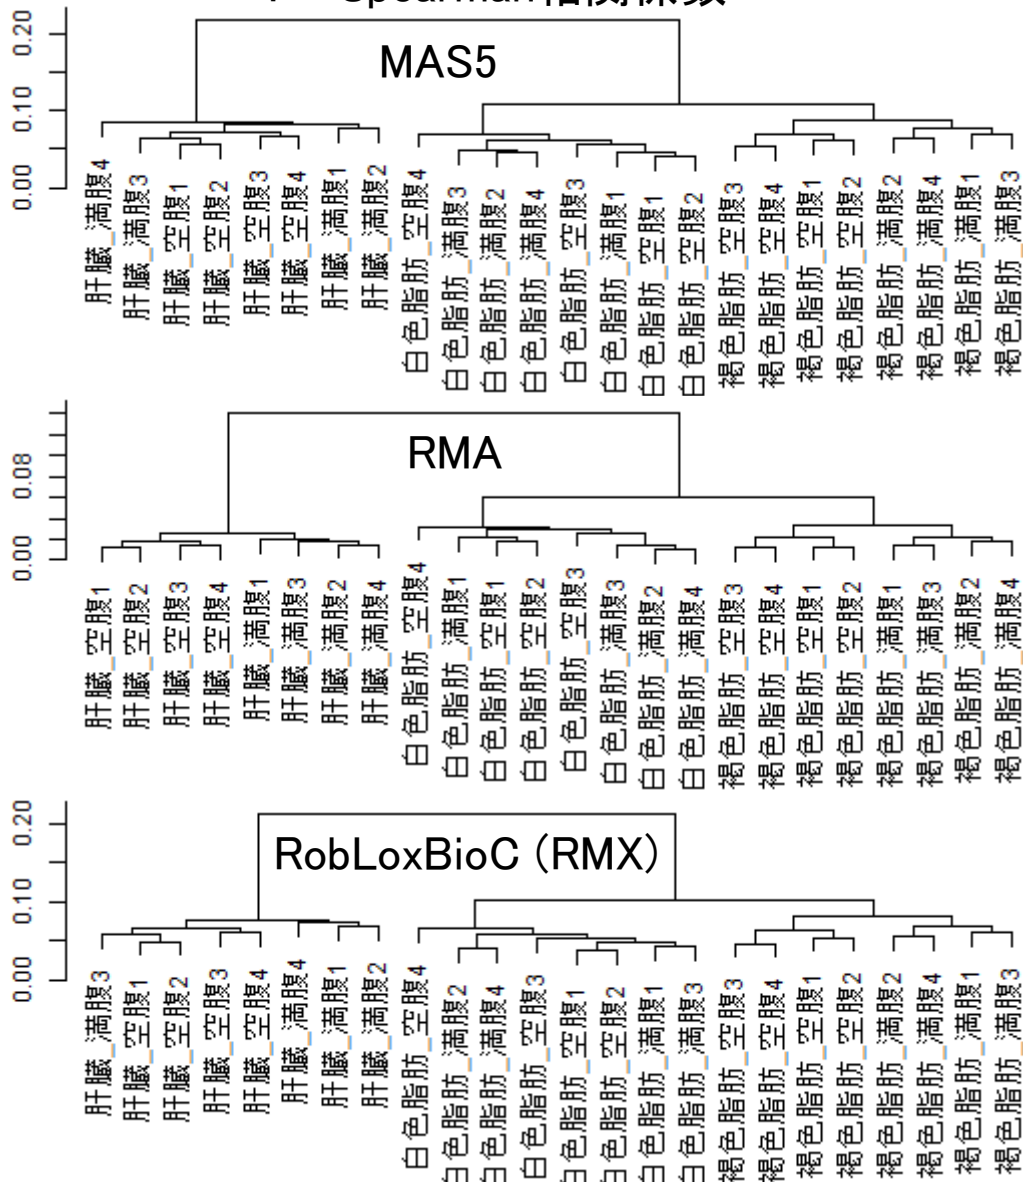 1 - Spearman相関係数
MAS5
0.00 0.10 0.20
肝臓_満腹4
肝臓_満腹3
肝臓_空腹1
肝臓_空腹2
肝臓_空腹3
肝臓_空腹4
肝臓_満腹1
肝臓_満腹2
白色脂肪_空腹4
白色脂肪_満腹3
白色脂肪_満腹2
白色脂肪_満腹4
白色脂肪_空腹3
白色脂肪_満腹1
白色脂肪_空腹1
白色脂肪_空腹2
褐色脂肪_空腹3
褐色脂肪_空腹4
褐色脂肪_空腹1
褐色脂肪_空腹2
褐色脂肪_満腹2
褐色脂肪_満腹4
褐色脂肪_満腹1
褐色脂肪_満腹3
RMA
0.00 0.08
肝臓_空腹1
肝臓_空腹2
肝臓_空腹3
肝臓_空腹4
肝臓_満腹1
肝臓_満腹3
肝臓_満腹2
肝臓_満腹4
白色脂肪_空腹4
白色脂肪_満腹1
白色脂肪_空腹1
白色脂肪_空腹2
白色脂肪_空腹3
白色脂肪_満腹3
白色脂肪_満腹2
白色脂肪_満腹4
褐色脂肪_空腹3
褐色脂肪_空腹4
褐色脂肪_空腹1
褐色脂肪_空腹2
褐色脂肪_満腹1
褐色脂肪_満腹3
褐色脂肪_満腹2
褐色脂肪_満腹4
RobLoxBioC (RMX)
0.00 0.10 0.20
肝臓_満腹3
肝臓_空腹1
肝臓_空腹2
肝臓_空腹3
肝臓_空腹4
肝臓_満腹4
肝臓_満腹1
肝臓_満腹2
白色脂肪_空腹4
白色脂肪_満腹2
白色脂肪_満腹4
白色脂肪_空腹3
白色脂肪_空腹1
白色脂肪_空腹2
白色脂肪_満腹1
白色脂肪_満腹3
褐色脂肪_空腹3
褐色脂肪_空腹4
褐色脂肪_空腹1
褐色脂肪_空腹2
褐色脂肪_満腹2
褐色脂肪_満腹4
褐色脂肪_満腹1
褐色脂肪_満腹3